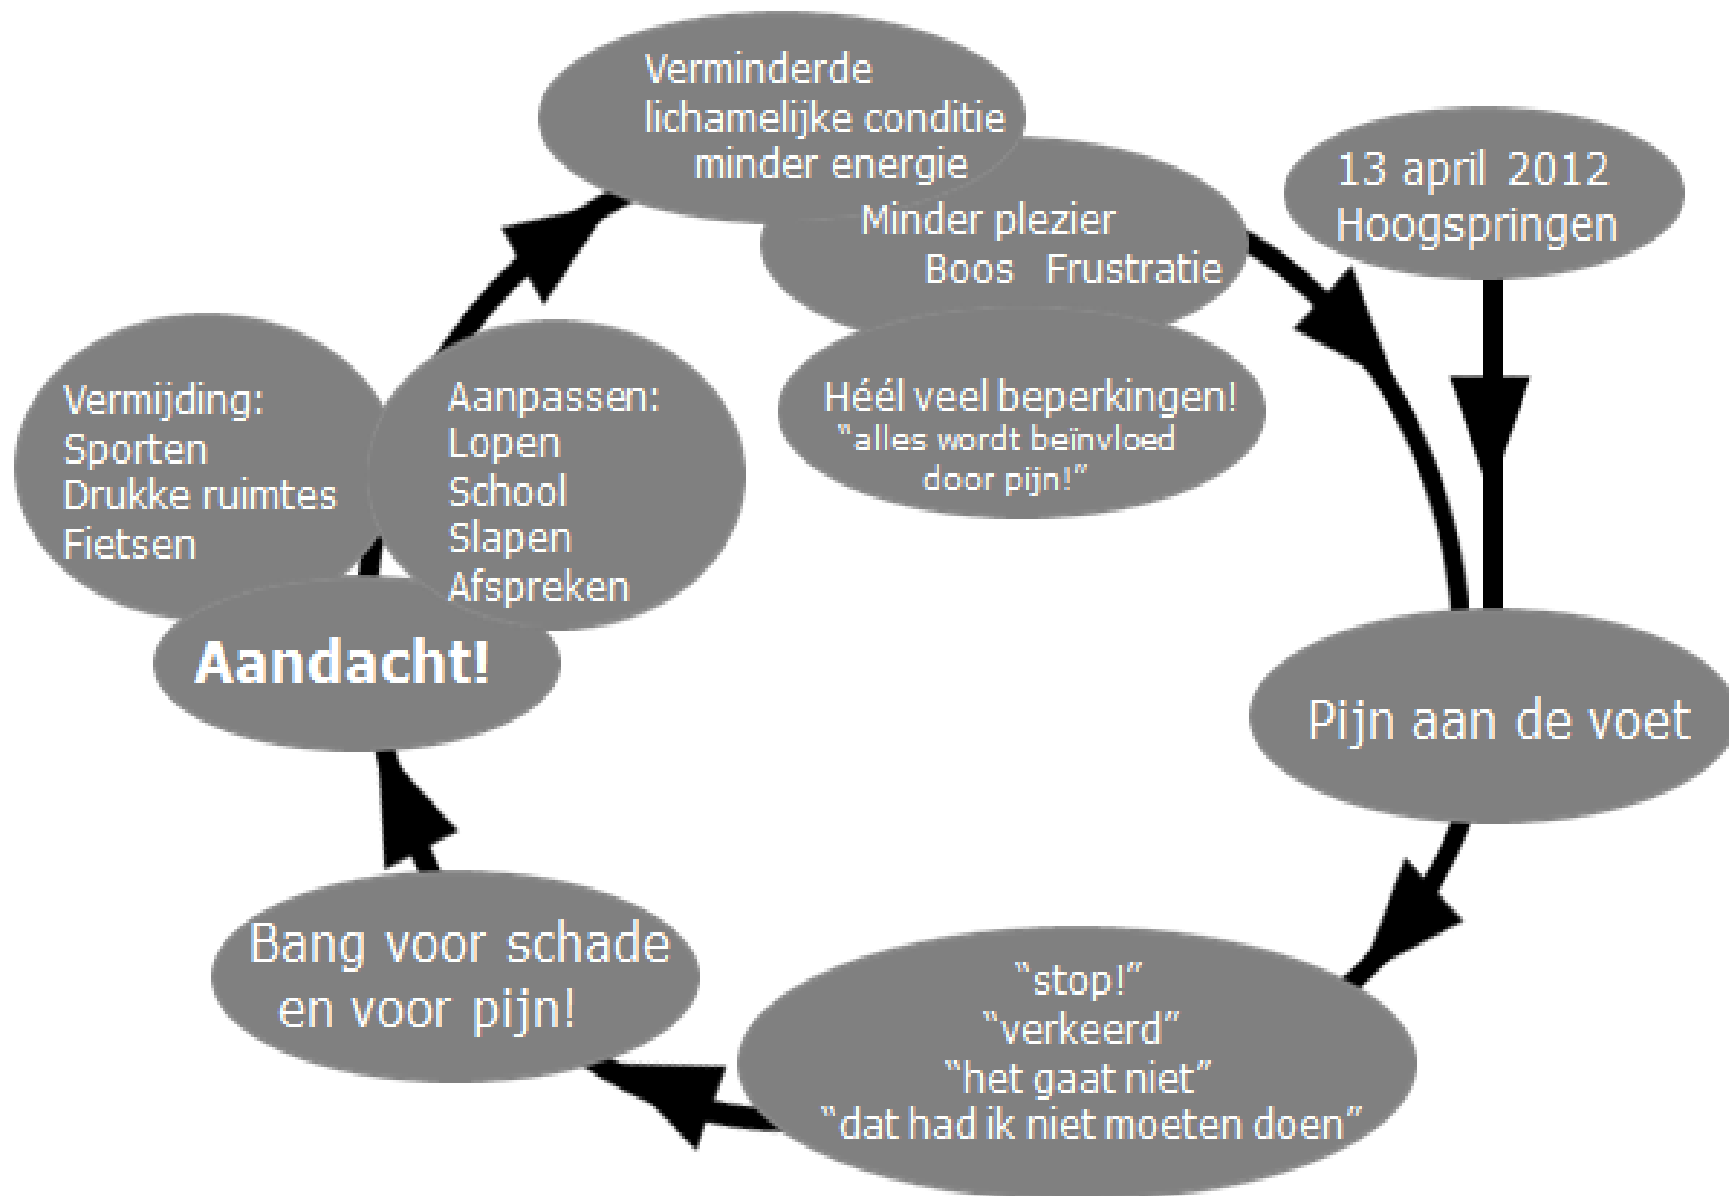 Verminderde
lichamelijke conditie
minder energie
Minder plezier
Boos Frustratie
Héél veel beperkingen!
“alles wordt beïnvloed
door pijn!”
13 april 2012
Hoogspringen
Pijn aan de voet
“stop!”
“verkeerd”
“het gaat niet”
“dat had ik niet moeten doen”
Bang voor schade
en voor pijn!
Aandacht!
Vermijding:
Sporten
Drukke ruimtes
Fietsen
Aanpassen:
Lopen
School
Slapen
Afspreken